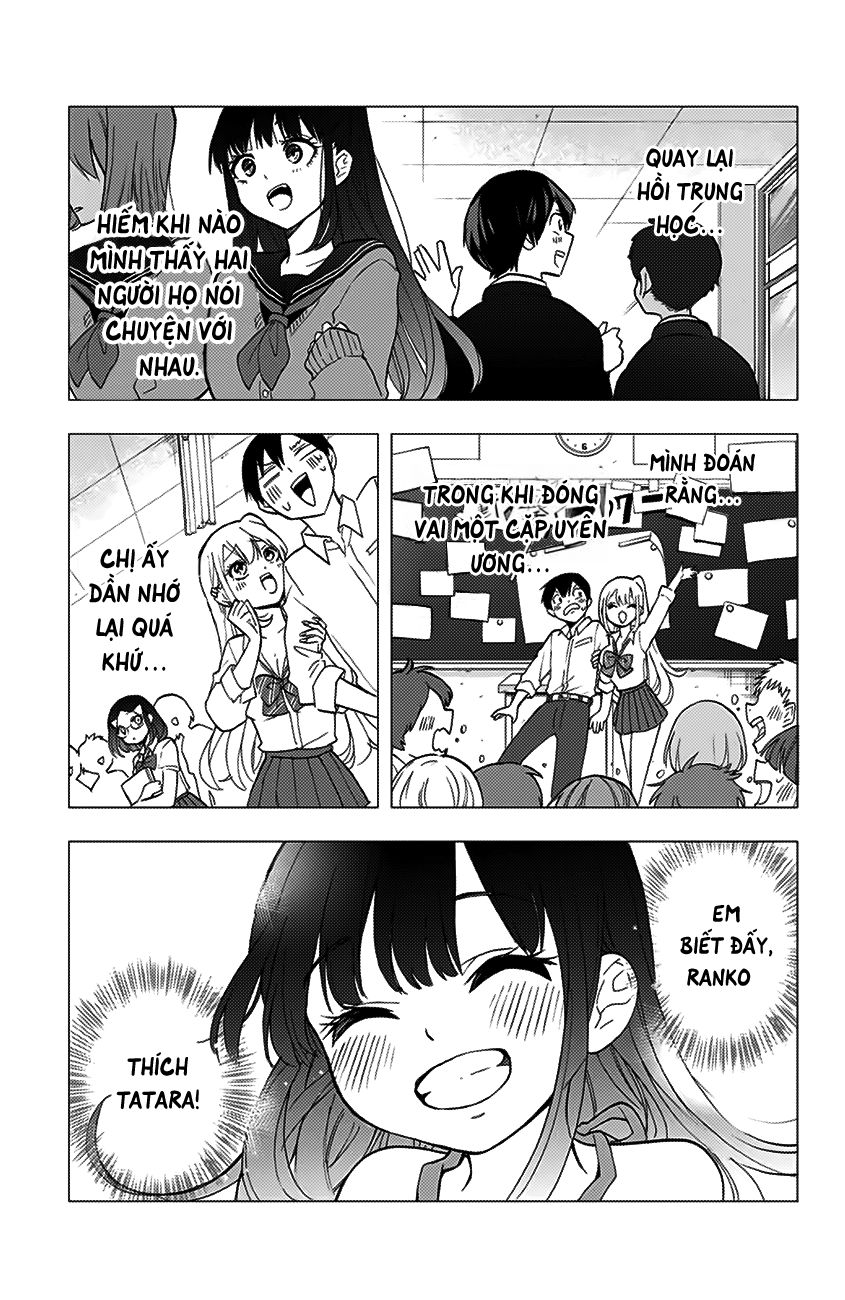 QUAY LẠI
HỒI TRUNG
HỌC...
HIẾM KHI NÀO
MÌNH THẤY HAI
NGƯỜI HỌ NÓI
CHUYỆN VỚI
NHAU.
MÌNH ĐOÁN
RẰNG...
TRONG KHI ĐÓNG
VAI MỘT CẶP UYÊN
ƯƠNG...
CHỊ ẤY
DẦN NHỚ
LẠI QUÁ
KHỨ...
EM
BIẾT ĐẤY,
RANKO
THÍCH
TATARA!